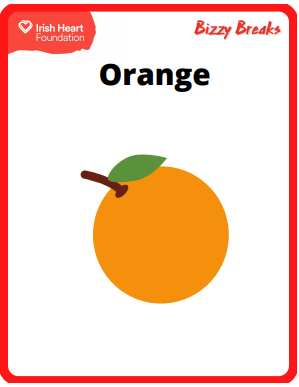 Irish Heart
Foundation
Bizzy Breaks
Orange